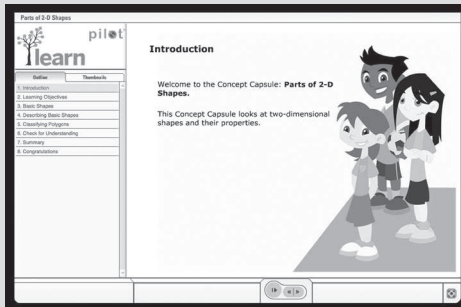 Parts of 2-D Shapes
pilot
learn
Outline
Thumbnails
1. Introduction
2. Learning Objectives
3. Basic Shapes
4. Describing Basic Shapes
5. Classifying Polygons
6. Check for Understanding
7. Summary
8. Congratulations
Introduction
Welcome to the Concept Capsule: Parts of 2-D
Shapes.
This Concept Capsule looks at two-dimensional
shapes and their properties.